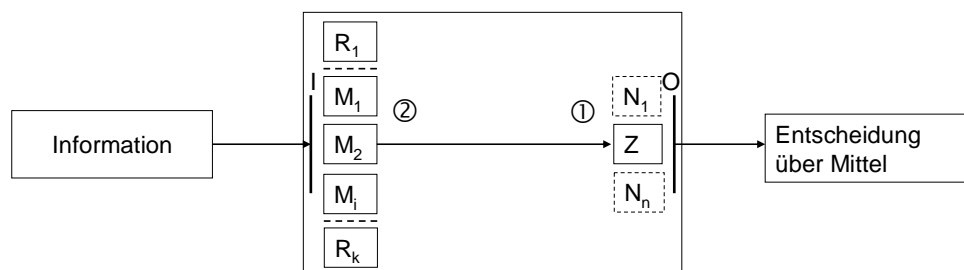 R₁
I
O
M₁
②
①
N₁
Information
M₂
Z
Entscheidung
über Mittel
Mᵢ
Nₙ
Rₖ